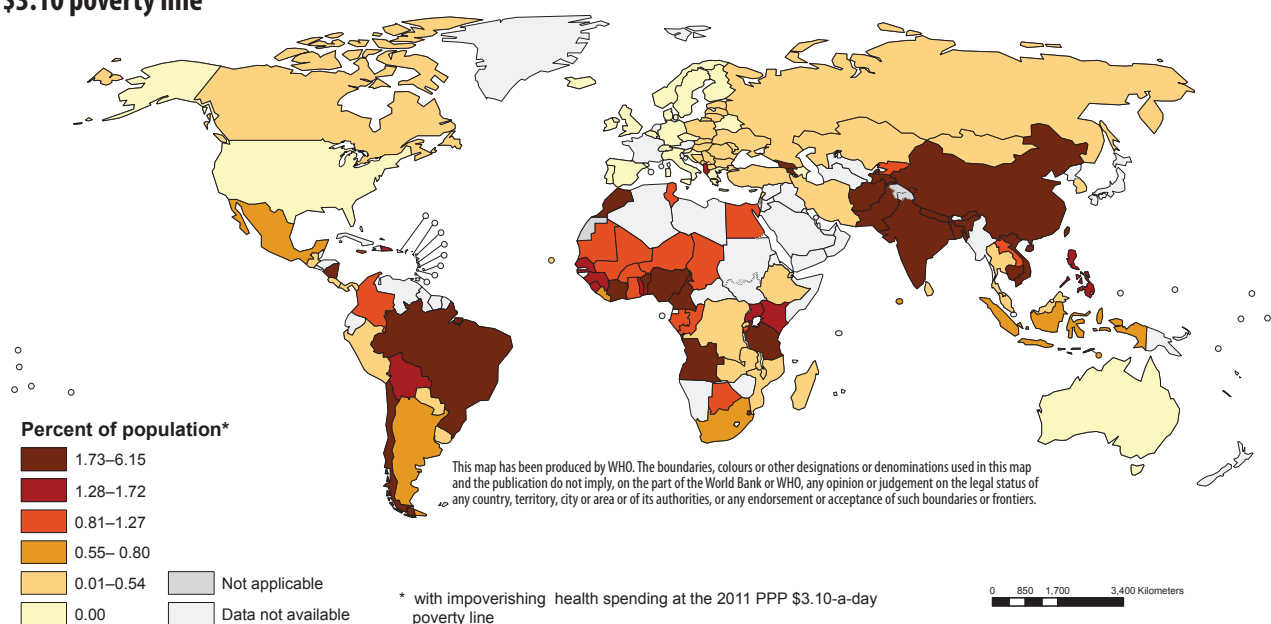 $3.10 poverty line
This map has been produced by WHO. The boundaries, colours or other designations or denominations used in this map
and the publication do not imply, on the part of the World Bank or WHO, any opinion or judgement on the legal status of
any country, territory, city or area or of its authorities, or any endorsement or acceptance of such boundaries or frontiers.
Percent of population*
1.73–6.15
1.28–1.72
0.81–1.27
0.55– 0.80
0.01–0.54
0.00
Not applicable
Data not available
* with impoverishing health spending at the 2011 PPP $3.10-a-day
poverty line
0 850 1,700 3,400 Kilometers